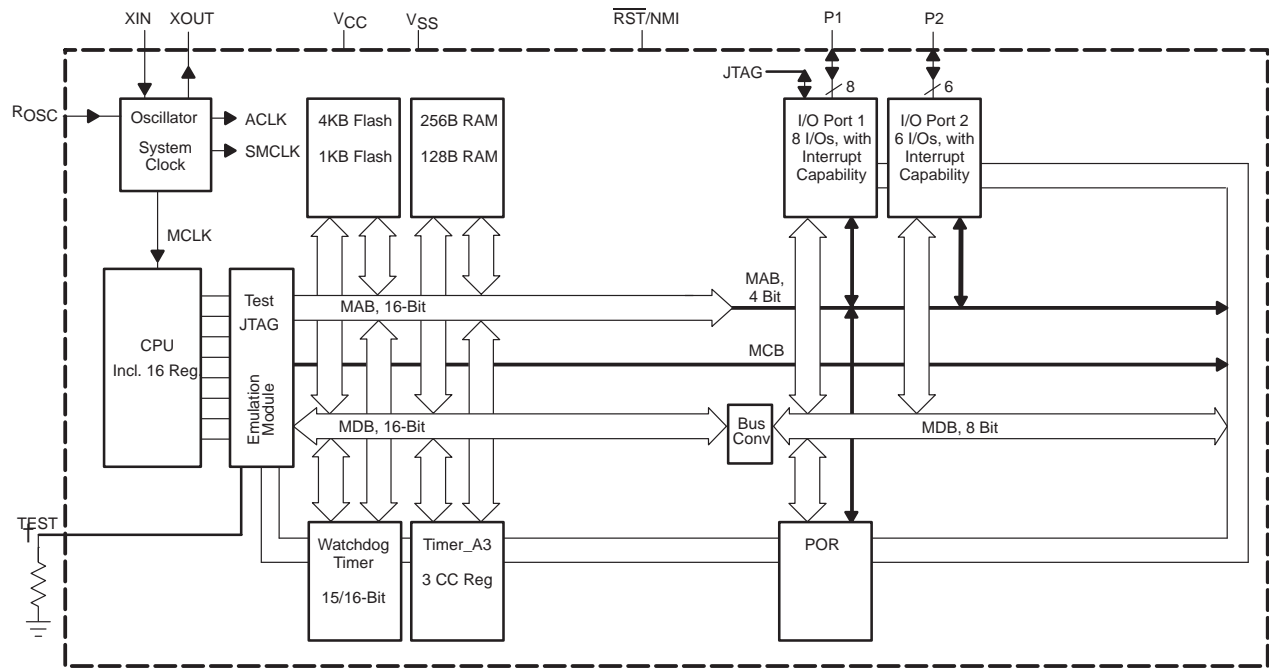 XIN
XOUT
VCC
VSS
RST/NMI
P1
P2
JTAG
8
6
ROSC
Oscillator
System
Clock
ACLK
SMCLK
4KB Flash
1KB Flash
256B RAM
128B RAM
I/O Port 1
8 I/Os, with
Interrupt
Capability
I/O Port 2
6 I/Os, with
Interrupt
Capability
MCLK
CPU
Incl. 16 Reg.
Test
JTAG
Emulation
Module
MAB, 16-Bit
MAB,
4 Bit
MCB
MDB, 16-Bit
Bus
Conv
MDB, 8 Bit
TEST
Watchdog
Timer
15/16-Bit
Timer_A3
3 CC Reg
POR